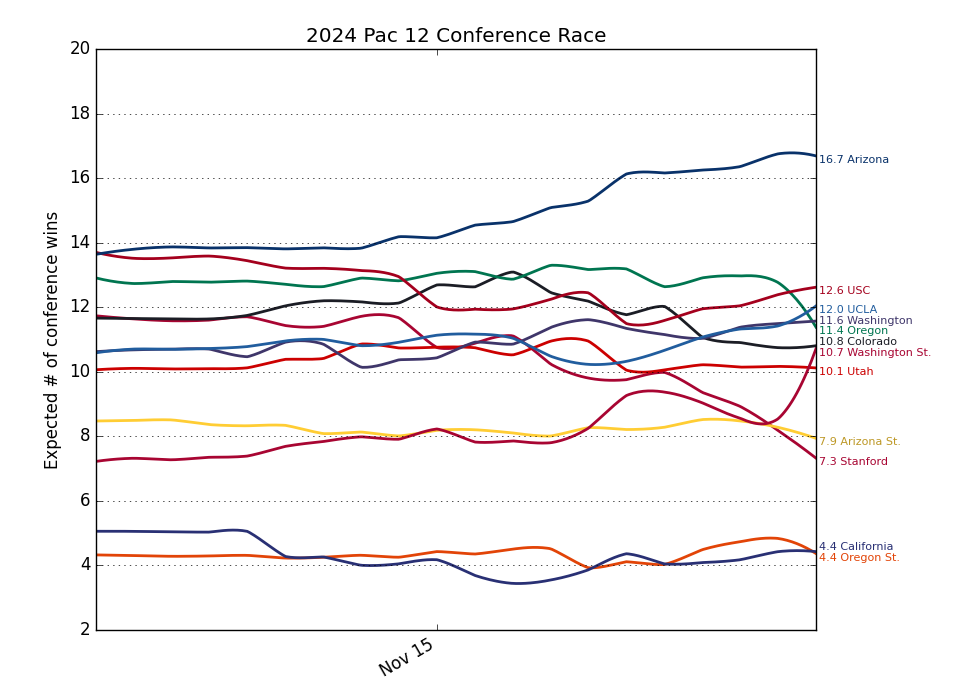 2024 Pac 12 Conference Race
Expected # of conference wins
20
18
16
14
12
10
8
6
4
2
Nov 15
16.7 Arizona
12.6 USC
12.0 UCLA
11.6 Washington
11.4 Oregon
10.8 Colorado
10.7 Washington St.
10.1 Utah
7.9 Arizona St.
7.3 Stanford
4.4 California
4.4 Oregon St.